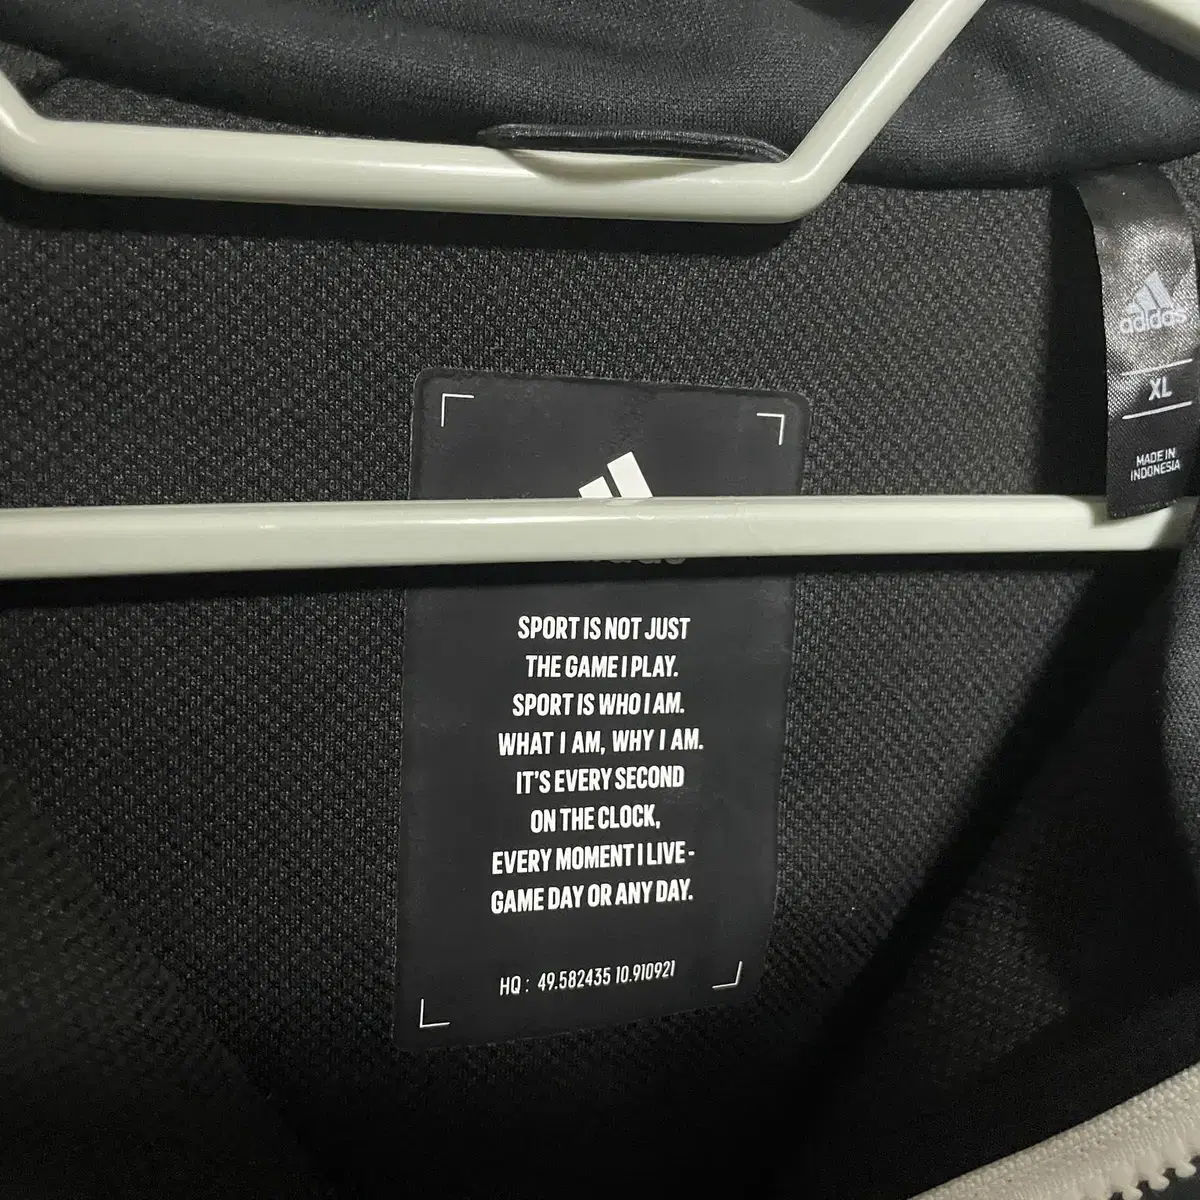 adidas
XL
MADE IN
INDONESIA
SPORT IS NOT JUST
THE GAME I PLAY.
SPORT IS WHO I AM.
WHAT I AM, WHY I AM.
IT'S EVERY SECOND
ON THE CLOCK,
EVERY MOMENT I LIVE -
GAME DAY OR ANY DAY.
HQ : 49.582435 10.910921